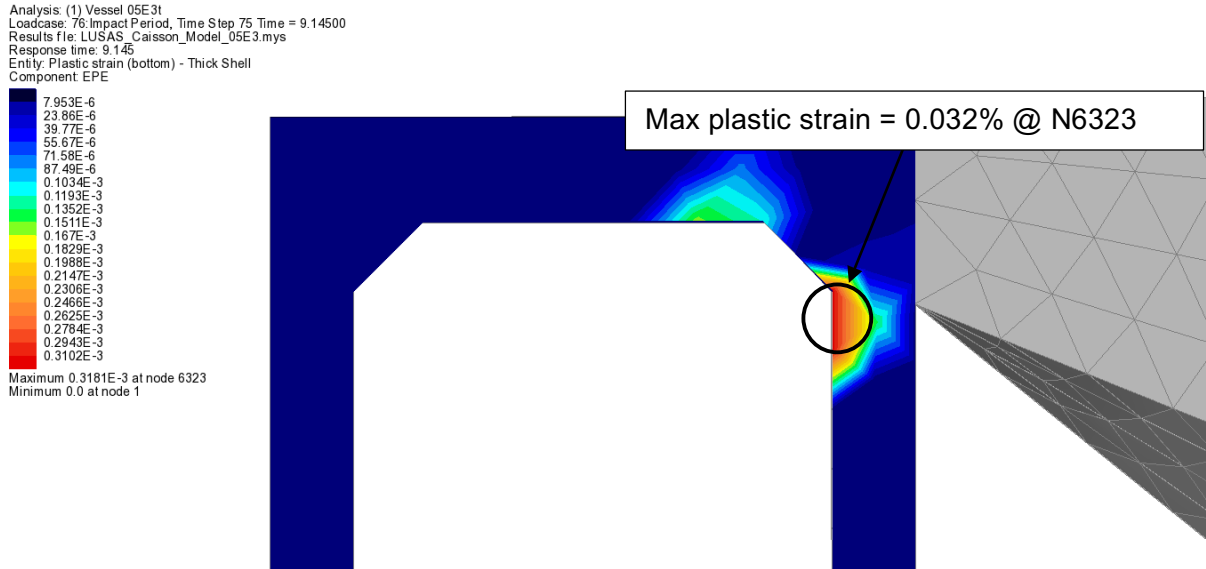 Analysis: (1) Vessel 05E3t
Loadcase: 76:Impact Period, Time Step 75 Time = 9.14500
Results file: LUSAS_Caisson_Model_05E3.mys
Response time: 9.145
Entity: Plastic strain (bottom) - Thick Shell
Component: EPE
7.953E-6
23.86E-6
39.77E-6
55.67E-6
71.58E-6
87.49E-6
0.1034E-3
0.1193E-3
0.1352E-3
0.1511E-3
0.167E-3
0.1829E-3
0.1988E-3
0.2147E-3
0.2306E-3
0.2466E-3
0.2625E-3
0.2784E-3
0.2943E-3
0.3102E-3
Maximum 0.3181E-3 at node 6323
Minimum 0.0 at node 1
Max plastic strain = 0.032% @ N6323